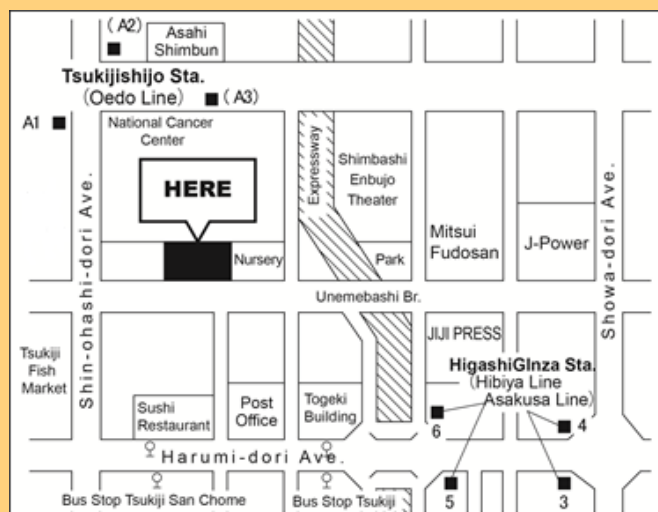 (A2)
Asahi
Shimbun
Tsukijishijo Sta.
(Oedo Line)
(A3)
A1
National Cancer
Center
HERE
Nursery
Expressway
Shimbashi
Enbujo
Theater
Park
Mitsui
Fudosan
J-Power
Shin-ohashi-dori Ave.
Showa-dori Ave.
Unemebashi Br.
Tsukiji
Fish
Market
JIJI PRESS
HigashiGInza Sta.
(Hibiya Line
Asakusa Line)
Sushi
Restaurant
Post
Office
Togeki
Building
6
4
Harumi-dori Ave.
Bus Stop Tsukiji San Chome
Bus Stop Tsukiji
5
3